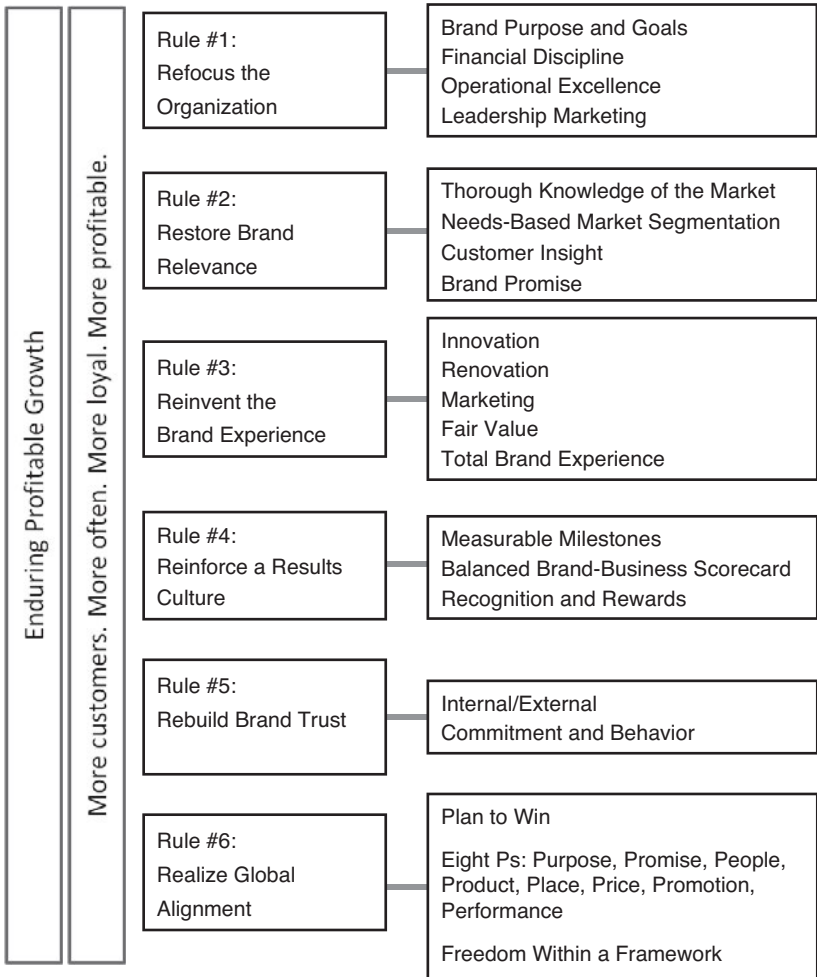 Enduring Profitable Growth
More customers. More often. More loyal. More profitable.
Rule #1:
Refocus the
Organization
Brand Purpose and Goals
Financial Discipline
Operational Excellence
Leadership Marketing
Rule #2:
Restore Brand
Relevance
Thorough Knowledge of the Market
Needs-Based Market Segmentation
Customer Insight
Brand Promise
Rule #3:
Reinvent the
Brand Experience
Innovation
Renovation
Marketing
Fair Value
Total Brand Experience
Rule #4:
Reinforce a Results
Culture
Measurable Milestones
Balanced Brand-Business Scorecard
Recognition and Rewards
Rule #5:
Rebuild Brand Trust
Internal/External
Commitment and Behavior
Rule #6:
Realize Global
Alignment
Plan to Win
Eight Ps: Purpose, Promise, People,
Product, Place, Price, Promotion,
Performance
Freedom Within a Framework